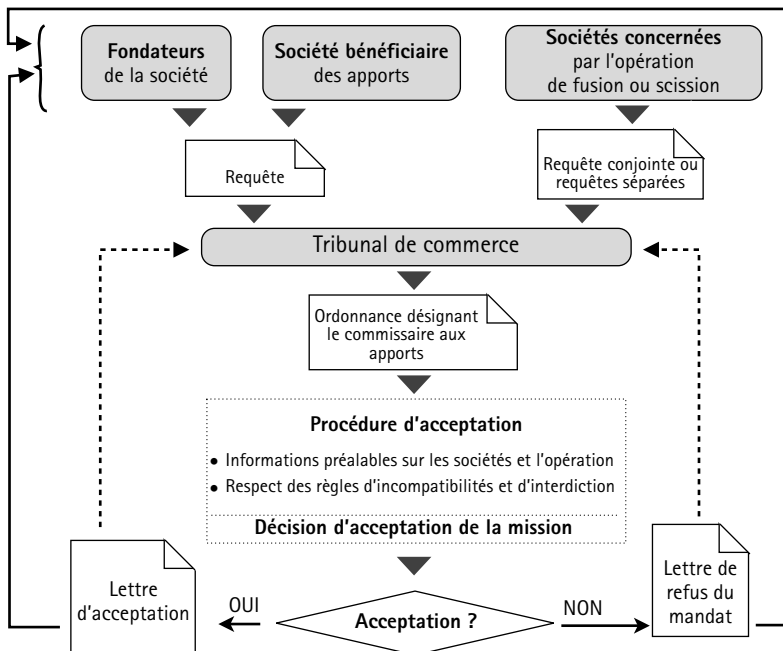 Fondateurs
de la société
Société bénéficiaire
des apports
Sociétés concernées
par l'opération
de fusion ou scission
Requête
Requête conjointe ou
requêtes séparées
Tribunal de commerce
Ordonnance désignant
le commissaire aux
apports
Procédure d'acceptation
• Informations préalables sur les sociétés et l'opération
• Respect des règles d'incompatibilités et d'interdiction
Décision d'acceptation de la mission
Lettre
d'acceptation
OUI
Acceptation ?
NON
Lettre de
refus du
mandat